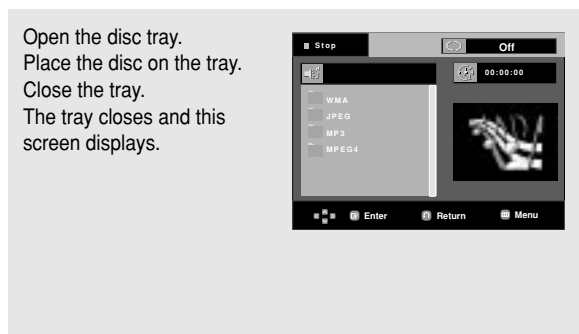 Open the disc tray.
Place the disc on the tray.
Close the tray.
The tray closes and this
screen displays.
Stop Off
00:00:00
WMA
JPEG
MP3
MPEG4
Enter Return Menu